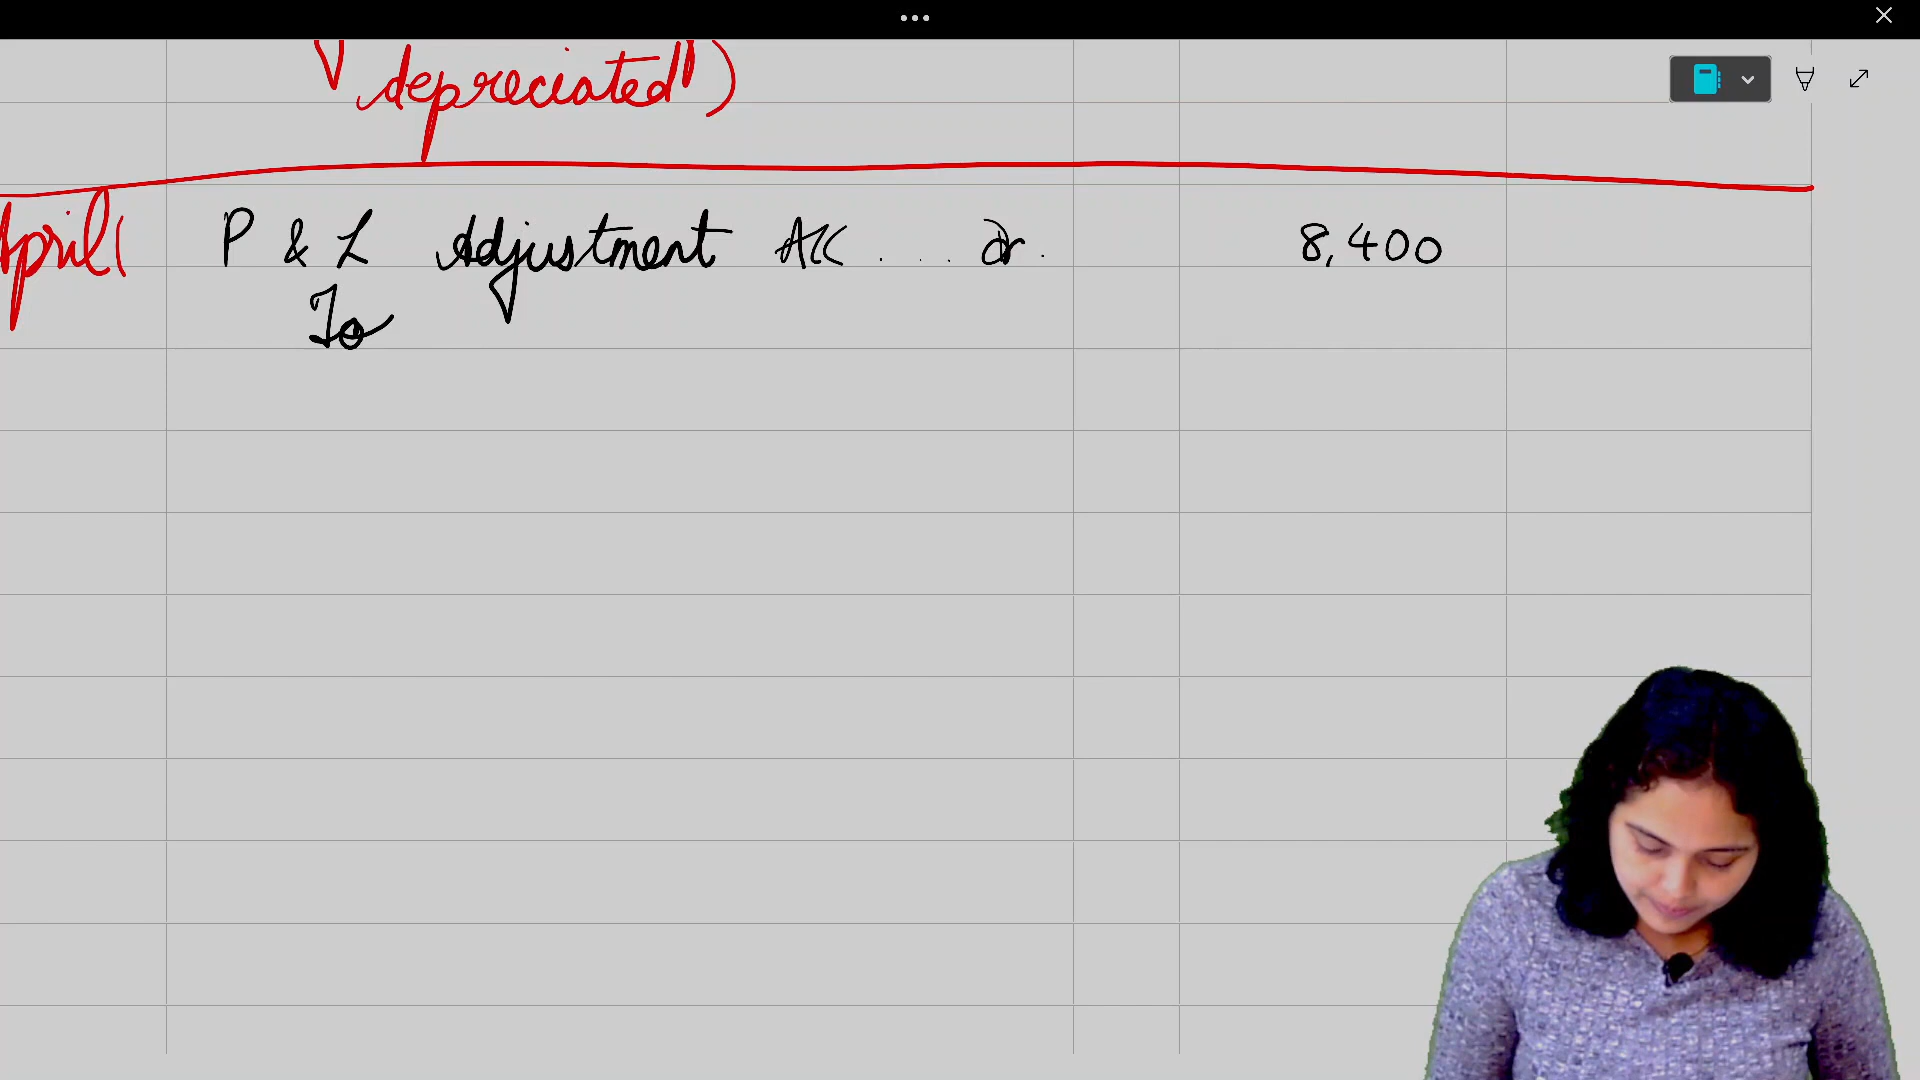 depreciated)
April P & L Adjustment A/C .... Dr. 8,400
To